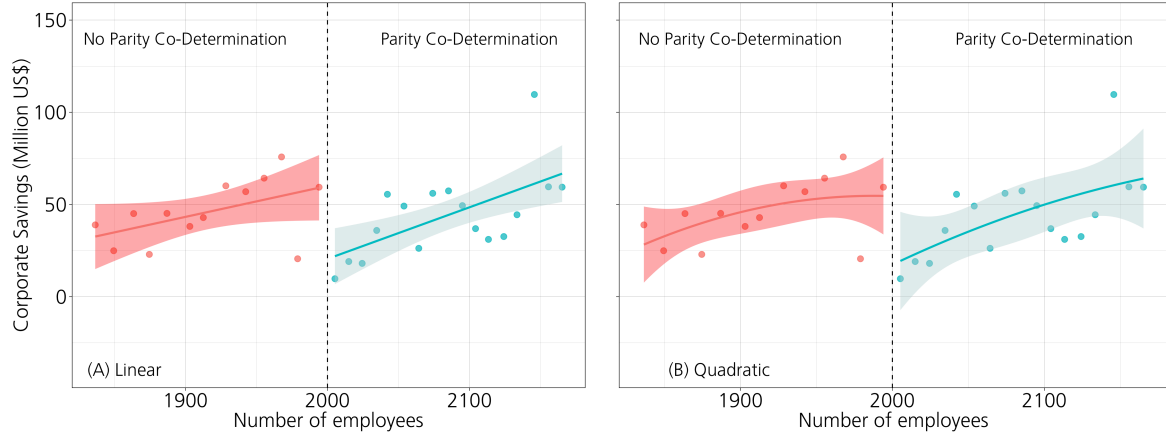 Corporate Savings (Million US$)
150
100
50
0
No Parity Co-Determination
Parity Co-Determination
(A) Linear
1900
2000
2100
Number of employees
No Parity Co-Determination
Parity Co-Determination
(B) Quadratic
1900
2000
2100
Number of employees